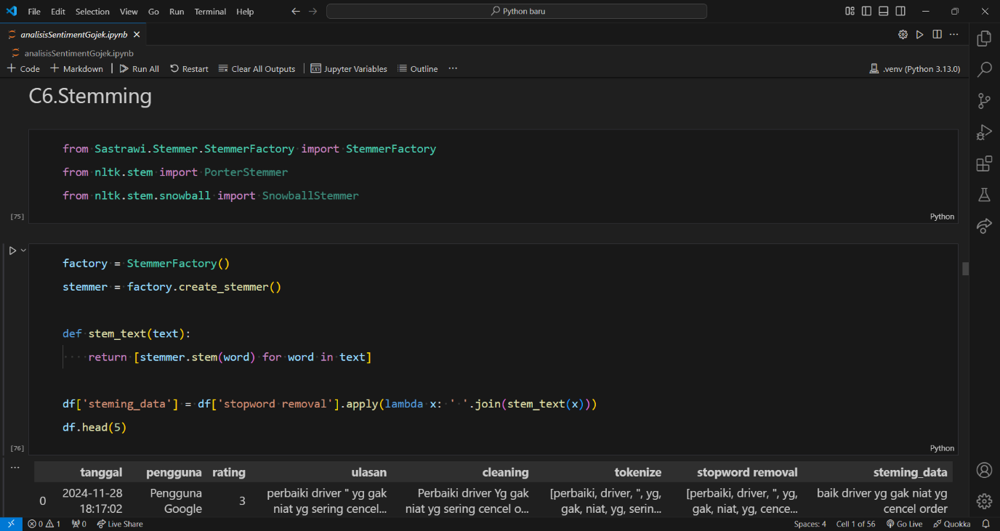 File Edit Selection View Go Run Terminal Help
Python baru
analisisSentimentGojek.ipynb
analisisSentimentGojek.ipynb
Code Markdown Run All Restart Clear All Outputs Jupyter Variables Outline ...
.venv (Python 3.13.0)
C6.Stemming
from Sastrawi.Stemmer.StemmerFactory import StemmerFactory
from nltk.stem import PorterStemmer
from nltk.stem.snowball import SnowballStemmer
[75]
Python
factory = StemmerFactory()
stemmer = factory.create_stemmer()
def stem_text(text):
return [stemmer.stem(word) for word in text]
df['steming_data'] = df['stopword removal'].apply(lambda x: ' '.join(stem_text(x)))
df.head(5)
[76]
Python
tanggal pengguna rating ulasan cleaning tokenize stopword removal steming_data
0 2024-11-28 18:17:02 Pengguna Google 3 perbaiki driver " yg gak niat yg sering cencel... Perbaiki driver Yg gak niat yg sering cencel o... [perbaiki, driver, ", yg, gak, niat, yg, serin... [perbaiki, driver, ", yg, gak, niat, yg, cence... baik driver yg gak niat yg cencel order
0 1 0 Live Share
Spaces: 4 Cell 1 of 56 Go Live Quokka